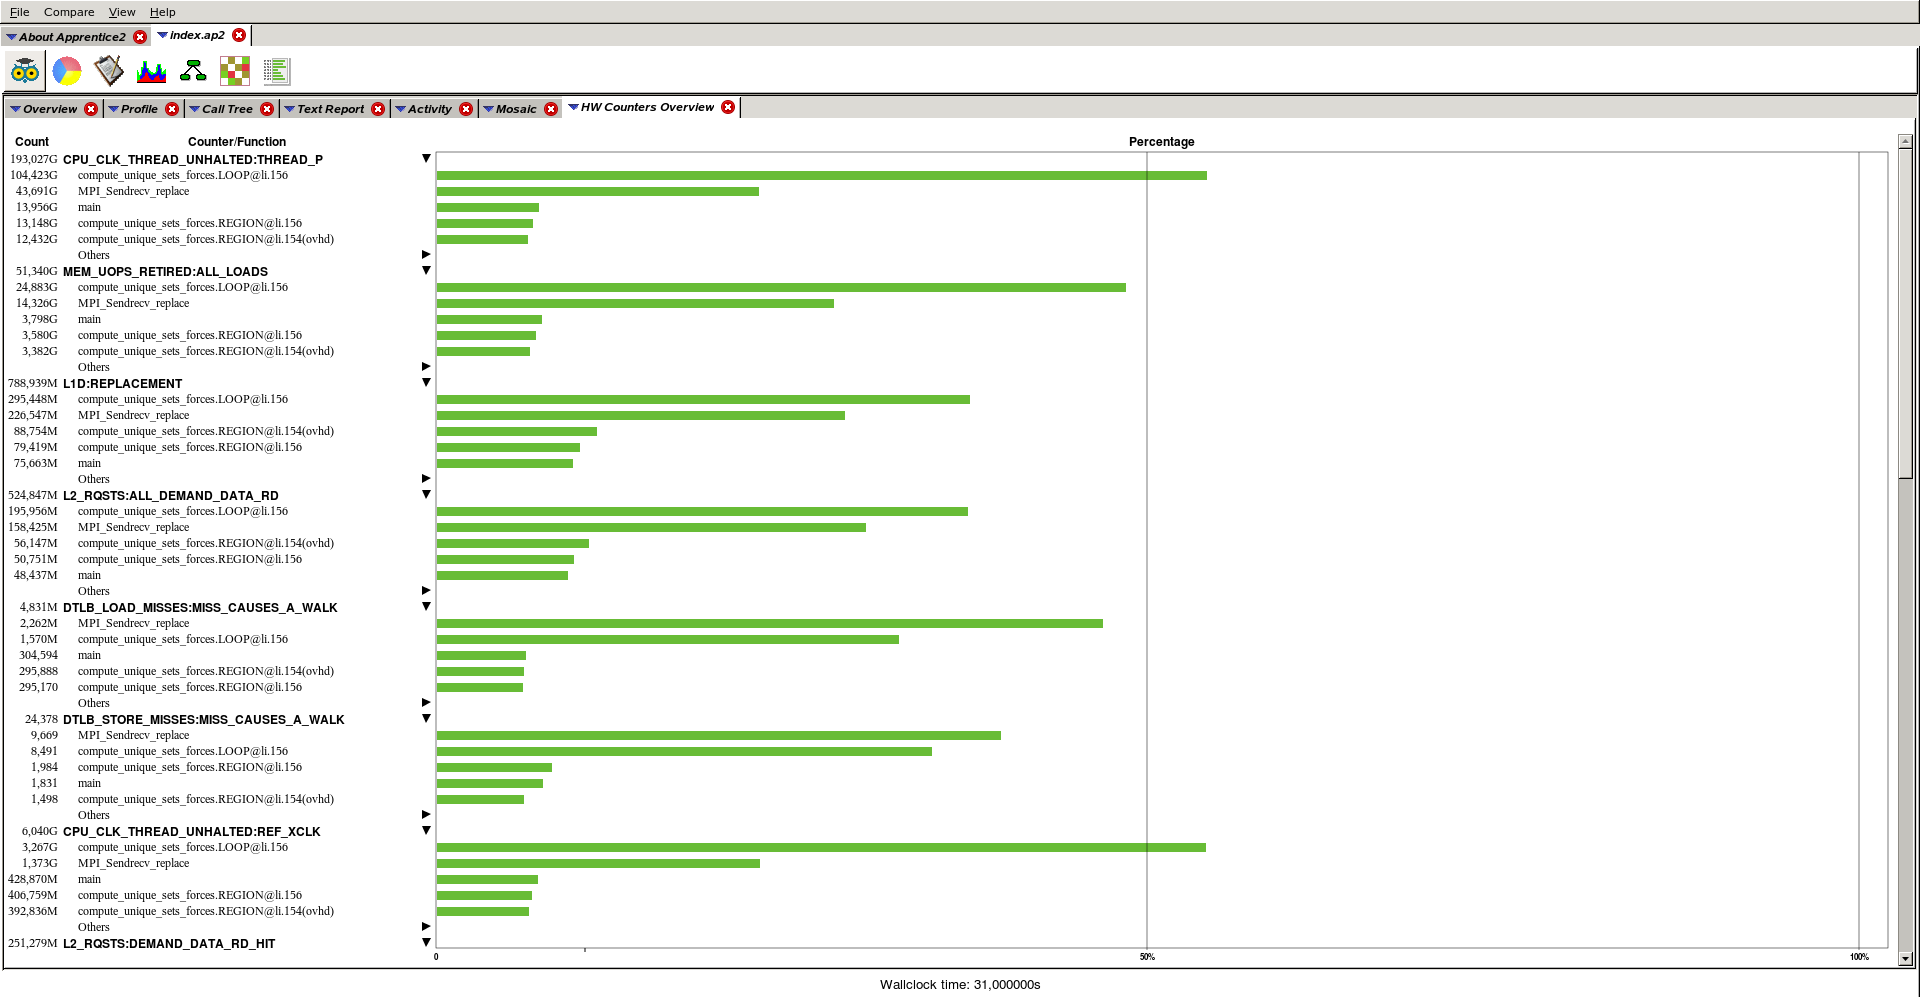 File Compare View Help
About Apprentice2 index.ap2
Overview Profile Call Tree Text Report Activity Mosaic HW Counters Overview
Count Counter/Function Percentage
193,027G CPU_CLK_THREAD_UNHALTED:THREAD_P
104,423G compute_unique_sets_forces.LOOP@li.156
43,691G MPI_Sendrecv_replace
13,956G main
13,148G compute_unique_sets_forces.REGION@li.156
12,432G compute_unique_sets_forces.REGION@li.154(ovhd)
Others
51,340G MEM_UOPS_RETIRED:ALL_LOADS
24,883G compute_unique_sets_forces.LOOP@li.156
14,326G MPI_Sendrecv_replace
3,798G main
3,580G compute_unique_sets_forces.REGION@li.156
3,382G compute_unique_sets_forces.REGION@li.154(ovhd)
Others
788,939M L1D:REPLACEMENT
295,448M compute_unique_sets_forces.LOOP@li.156
226,547M MPI_Sendrecv_replace
88,754M compute_unique_sets_forces.REGION@li.154(ovhd)
79,419M compute_unique_sets_forces.REGION@li.156
75,663M main
Others
524,847M L2_RQSTS:ALL_DEMAND_DATA_RD
195,956M compute_unique_sets_forces.LOOP@li.156
158,425M MPI_Sendrecv_replace
56,147M compute_unique_sets_forces.REGION@li.154(ovhd)
50,751M compute_unique_sets_forces.REGION@li.156
48,437M main
Others
4,831M DTLB_LOAD_MISSES:MISS_CAUSES_A_WALK
2,262M MPI_Sendrecv_replace
1,570M compute_unique_sets_forces.LOOP@li.156
304,594 main
295,888 compute_unique_sets_forces.REGION@li.154(ovhd)
295,170 compute_unique_sets_forces.REGION@li.156
Others
24,378 DTLB_STORE_MISSES:MISS_CAUSES_A_WALK
9,669 MPI_Sendrecv_replace
8,491 compute_unique_sets_forces.LOOP@li.156
1,984 compute_unique_sets_forces.REGION@li.156
1,831 main
1,498 compute_unique_sets_forces.REGION@li.154(ovhd)
Others
6,040G CPU_CLK_THREAD_UNHALTED:REF_XCLK
3,267G compute_unique_sets_forces.LOOP@li.156
1,373G MPI_Sendrecv_replace
428,870M main
406,759M compute_unique_sets_forces.REGION@li.156
392,836M compute_unique_sets_forces.REGION@li.154(ovhd)
Others
251,279M L2_RQSTS:DEMAND_DATA_RD_HIT
0 50% 100%
Wallclock time: 31,000000s